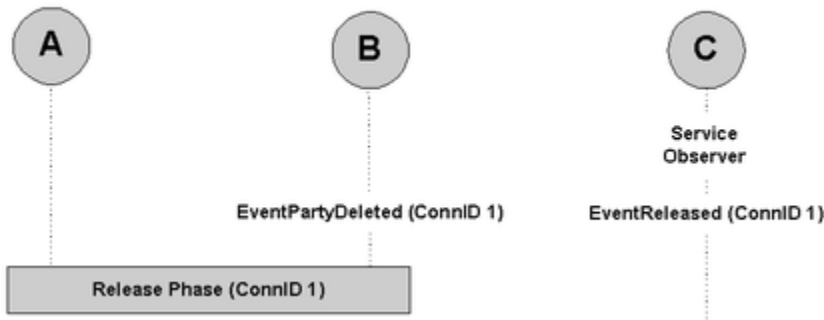 A
B
C
Service
Observer
EventPartyDeleted (ConnID 1)
EventReleased (ConnID 1)
Release Phase (ConnID 1)